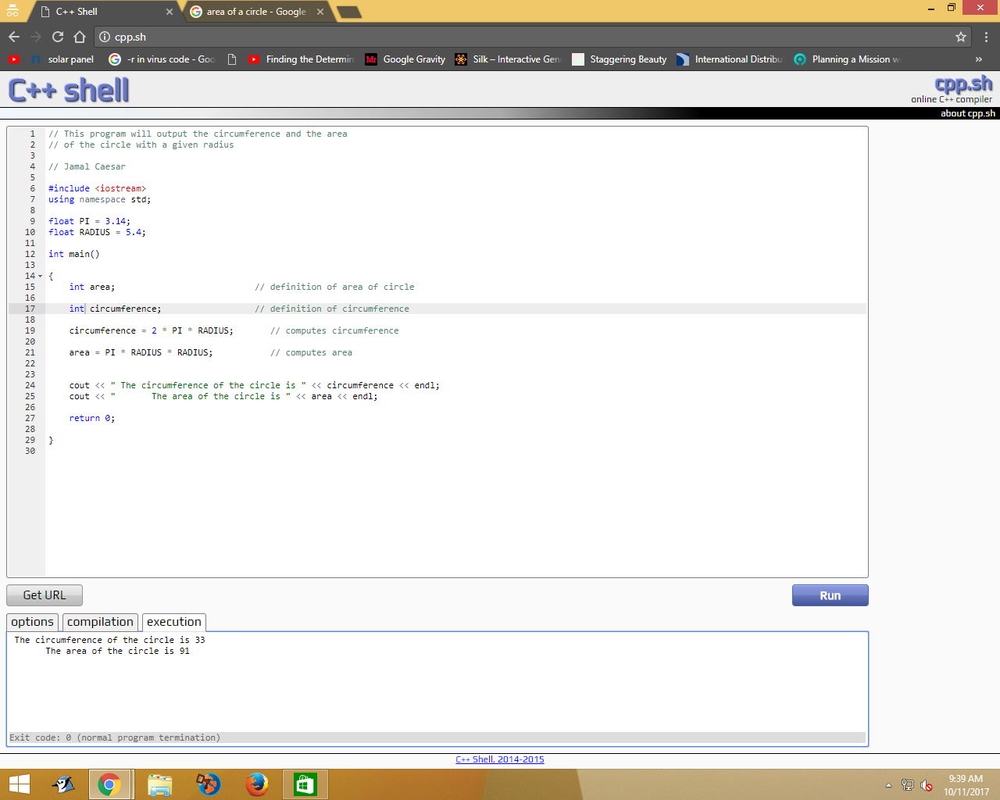 C++ Shell
area of a circle - Google
cpp.sh
solar panel
-r in virus code - Goo
Finding the Determin
Mr
Google Gravity
Silk – Interactive Gen
Staggering Beauty
International Distribu
Planning a Mission w
»
C++ shell
cpp.sh
online C++ compiler
about cpp.sh
1 // This program will output the circumference and the area
2 // of the circle with a given radius
3
4 // Jamal Caesar
5
6 #include <iostream>
7 using namespace std;
8
9 float PI = 3.14;
10 float RADIUS = 5.4;
11
12 int main()
13
14 {
15 int area; // definition of area of circle
16
17 int circumference; // definition of circumference
18
19 circumference = 2 * PI * RADIUS; // computes circumference
20
21 area = PI * RADIUS * RADIUS; // computes area
22
23
24 cout << " The circumference of the circle is " << circumference << endl;
25 cout << "       The area of the circle is " << area << endl;
26
27 return 0;
28
29 }
30
Get URL
Run
options
compilation
execution
The circumference of the circle is 33
The area of the circle is 91
Exit code: 0 (normal program termination)
C++ Shell, 2014-2015
9:39 AM
10/11/2017